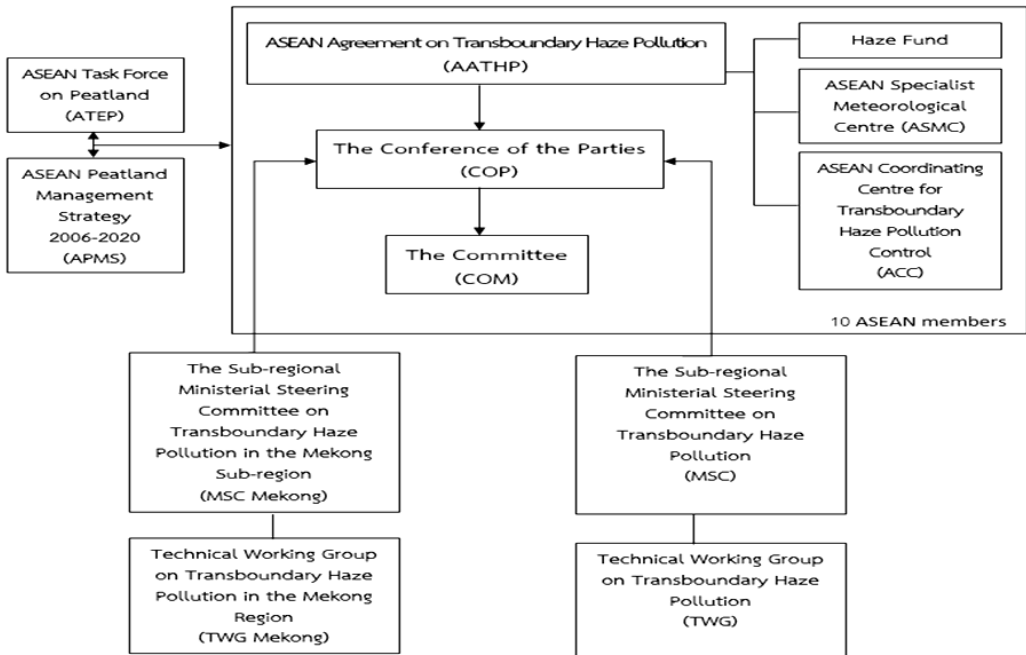 ASEAN Agreement on Transboundary Haze Pollution
(AATHP)
Haze Fund
ASEAN Task Force
on Peatland
(ATEP)
ASEAN Specialist
Meteorological
Centre (ASMC)
The Conference of the Parties
(COP)
ASEAN Peatland
Management
Strategy
2006-2020
(APMS)
ASEAN Coordinating
Centre for
Transboundary
Haze Pollution
Control
(ACC)
The Committee
(COM)
10 ASEAN members
The Sub-regional
Ministerial Steering
Committee on
Transboundary Haze
Pollution in the Mekong
Sub-region
(MSC Mekong)
The Sub-regional
Ministerial Steering
Committee on
Transboundary Haze
Pollution
(MSC)
Technical Working Group
on Transboundary Haze
Pollution in the Mekong
Region
(TWG Mekong)
Technical Working Group
on Transboundary Haze
Pollution
(TWG)